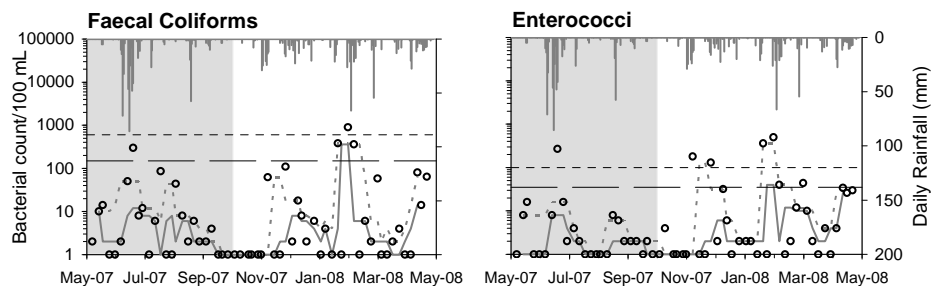 Faecal Coliforms
Enterococci
Bacterial count/100 mL
100000
10000
1000
100
10
1
May-07 Jul-07 Sep-07 Nov-07 Jan-08 Mar-08 May-08
May-07 Jul-07 Sep-07 Nov-07 Jan-08 Mar-08 May-08
0
50
100
150
200
Daily Rainfall (mm)